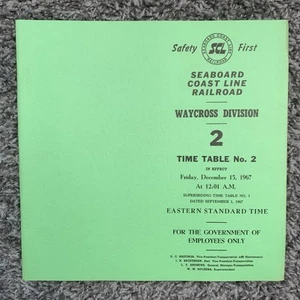 SEABOARD COAST LINE
Safety SCL First
RAILROAD
SEABOARD
COAST LINE
RAILROAD
WAYCROSS DIVISION
2
TIME TABLE No. 2
IN EFFECT
Friday, December 15, 1967
At 12:01 A.M.
SUPERSEDING TIME TABLE NO. 1
DATED SEPTEMBER 1, 1967
EASTERN STANDARD TIME
FOR THE GOVERNMENT OF
EMPLOYEES ONLY